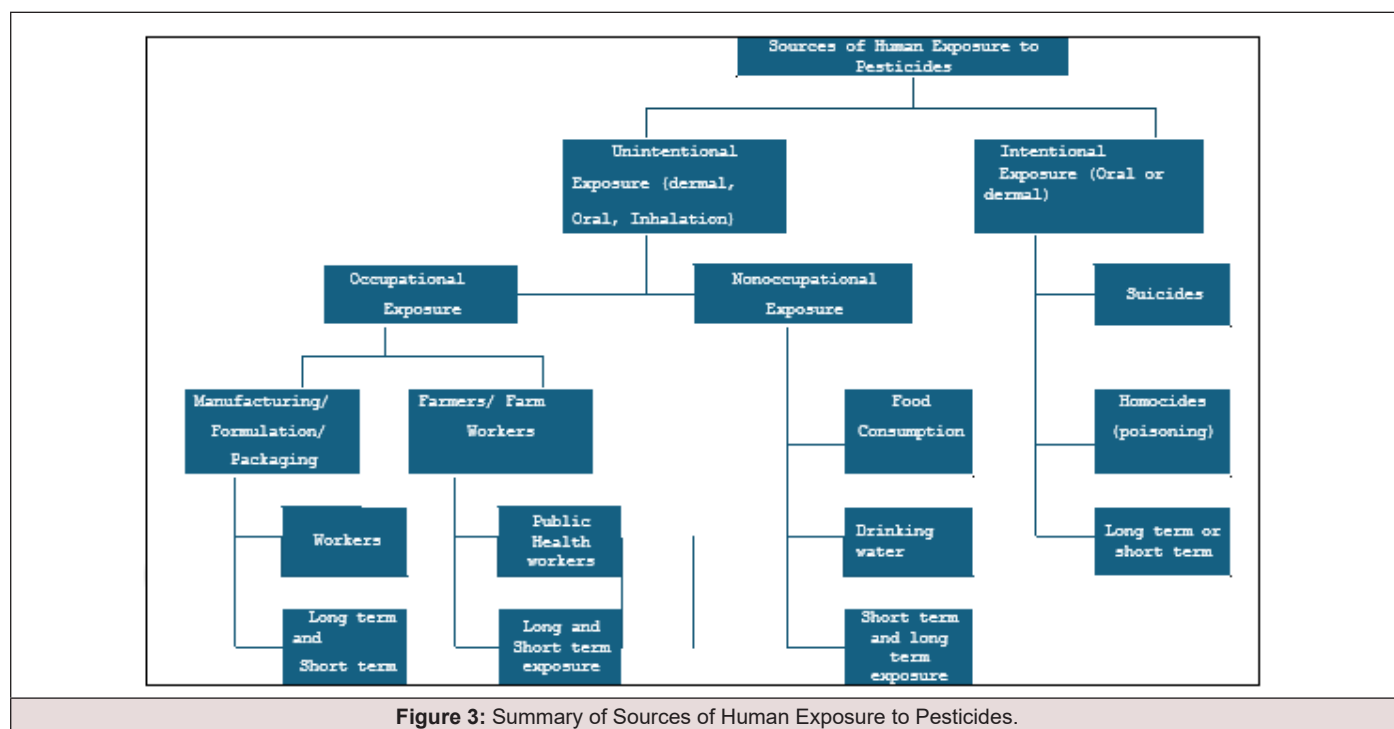 Sources of Human Exposure to
Pesticides
Unintentional
Exposure (dermal,
Oral, Inhalation)
Intentional
Exposure (Oral or
dermal)
Occupational
Exposure
Nonoccupational
Exposure
Suicides
Manufacturing/
Formulation/
Packaging
Farmers/ Farm
Workers
Food
Consumption
Homocides
(poisoning)
Workers
Public
Health
workers
Drinking
water
Long term or
short term
Long term
and
Short term
Long and
Short term
exposure
Short term
and long
term
exposure
Figure 3: Summary of Sources of Human Exposure to Pesticides.